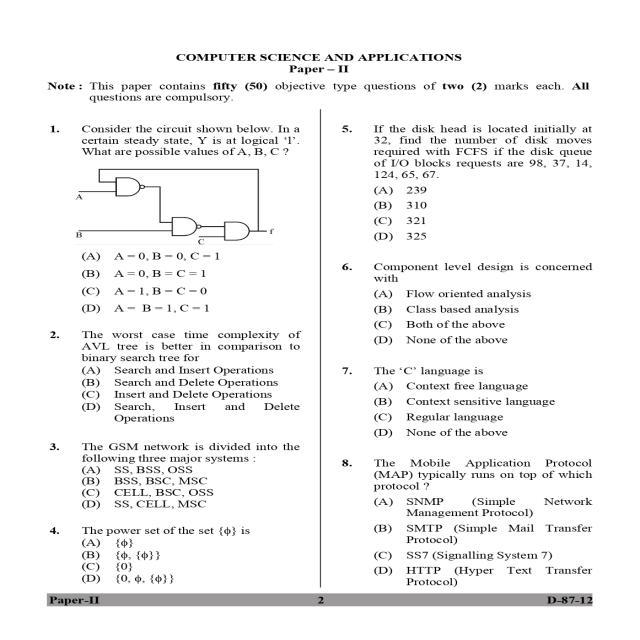 COMPUTER SCIENCE AND APPLICATIONS
Paper – II
Note : This paper contains fifty (50) objective type questions of two (2) marks each. All
questions are compulsory.
1. Consider the circuit shown below. In a
certain steady state, Y is at logical ‘l’.
What are possible values of A, B, C ?
A
B
C
f
(A) A = 0, B = 0, C = 1
(B) A = 0, B = C = 1
(C) A = 1, B = C = 0
(D) A = B = 1, C = 1
2. The worst case time complexity of
AVL tree is better in comparison to
binary search tree for
(A) Search and Insert Operations
(B) Search and Delete Operations
(C) Insert and Delete Operations
(D) Search, Insert and Delete
Operations
3. The GSM network is divided into the
following three major systems :
(A) SS, BSS, OSS
(B) BSS, BSC, MSC
(C) CELL, BSC, OSS
(D) SS, CELL, MSC
4. The power set of the set {ϕ} is
(A) {ϕ}
(B) {ϕ, {ϕ}}
(C) {0}
(D) {0, ϕ, {ϕ}}
5. If the disk head is located initially at
32, find the number of disk moves
required with FCFS if the disk queue
of I/O blocks requests are 98, 37, 14,
124, 65, 67.
(A) 239
(B) 310
(C) 321
(D) 325
6. Component level design is concerned
with
(A) Flow oriented analysis
(B) Class based analysis
(C) Both of the above
(D) None of the above
7. The ‘C’ language is
(A) Context free language
(B) Context sensitive language
(C) Regular language
(D) None of the above
8. The Mobile Application Protocol
(MAP) typically runs on top of which
protocol ?
(A) SNMP (Simple Network
Management Protocol)
(B) SMTP (Simple Mail Transfer
Protocol)
(C) SS7 (Signalling System 7)
(D) HTTP (Hyper Text Transfer
Protocol)
Paper-II 2 D-87-12